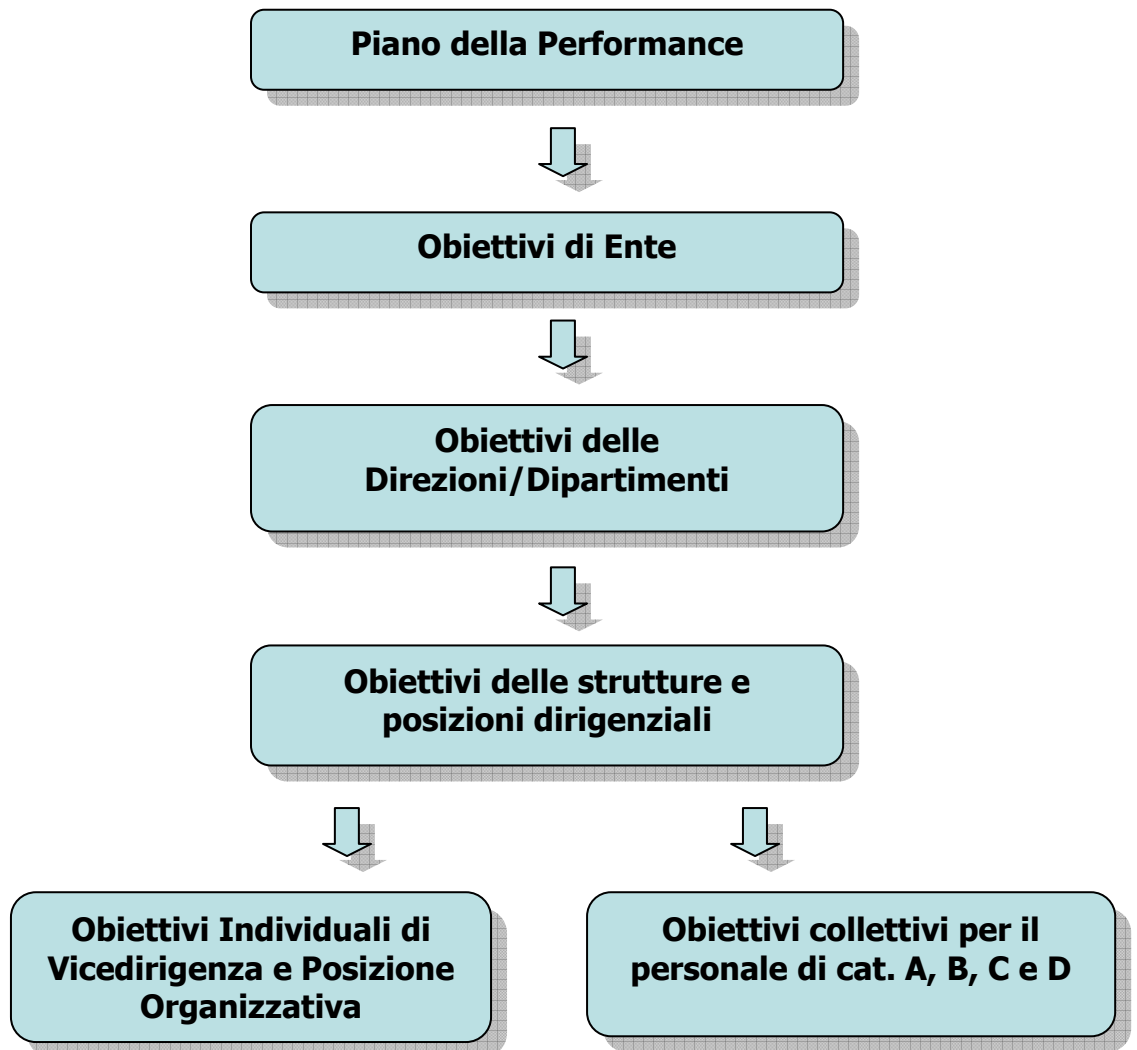 Piano della Performance
Obiettivi di Ente
Obiettivi delle
Direzioni/Dipartimenti
Obiettivi delle strutture e
posizioni dirigenziali
Obiettivi Individuali di
Vicedirigenza e Posizione
Organizzativa
Obiettivi collettivi per il
personale di cat. A, B, C e D